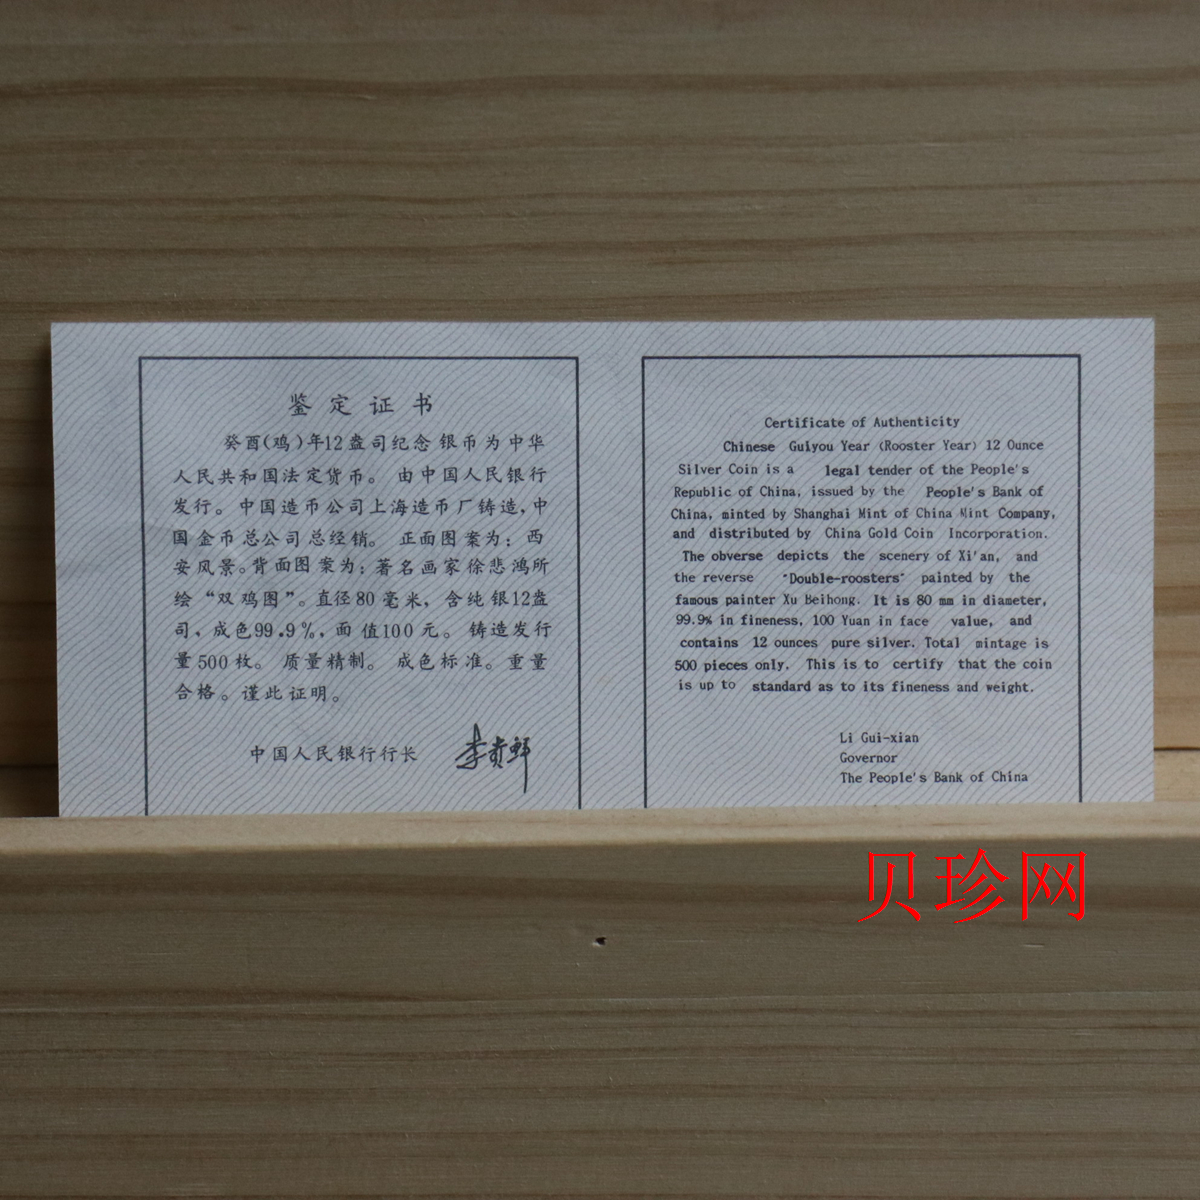 鉴定证书
癸酉(鸡)年12盎司纪念银币为中华
人民共和国法定货币。由中国人民银行
发行。中国造币公司上海造币厂铸造,中
国金币总公司总经销。正面图案为：西
安风景。背面图案为：著名画家徐悲鸿所
绘“双鸡图”。直径80毫米，含纯银12盎
司，成色99.9%，面值100元。铸造发行
量500枚。质量精制。成色标准。重量
合格。谨此证明。
中国人民银行行长 李贵鲜
Certificate of Authenticity
Chinese Guiyou Year (Rooster Year) 12 Ounce
Silver Coin is a legal tender of the People's
Republic of China, issued by the People's Bank of
China, minted by Shanghai Mint of China Mint Company,
and distributed by China Gold Coin Incorporation.
The obverse depicts the scenery of Xi'an, and
the reverse "Double-roosters" painted by the
famous painter Xu Beihong. It is 80 mm in diameter,
99.9% in fineness, 100 Yuan in face value, and
contains 12 ounces pure silver. Total mintage is
500 pieces only. This is to certify that the coin
is up to standard as to its fineness and weight.
Li Gui-xian
Governor
The People's Bank of China
贝珍网